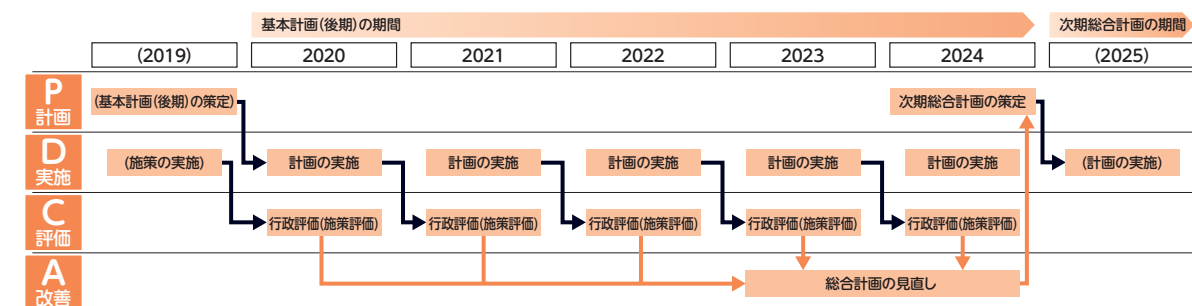 基本計画(後期)の期間 次期総合計画の期間
(2019) 2020 2021 2022 2023 2024 (2025)
P
計画
(基本計画(後期)の策定) 次期総合計画の策定
D
実施
(施策の実施) 計画の実施 計画の実施 計画の実施 計画の実施 計画の実施 (計画の実施)
C
評価
行政評価(施策評価) 行政評価(施策評価) 行政評価(施策評価) 行政評価(施策評価) 行政評価(施策評価)
A
改善
総合計画の見直し